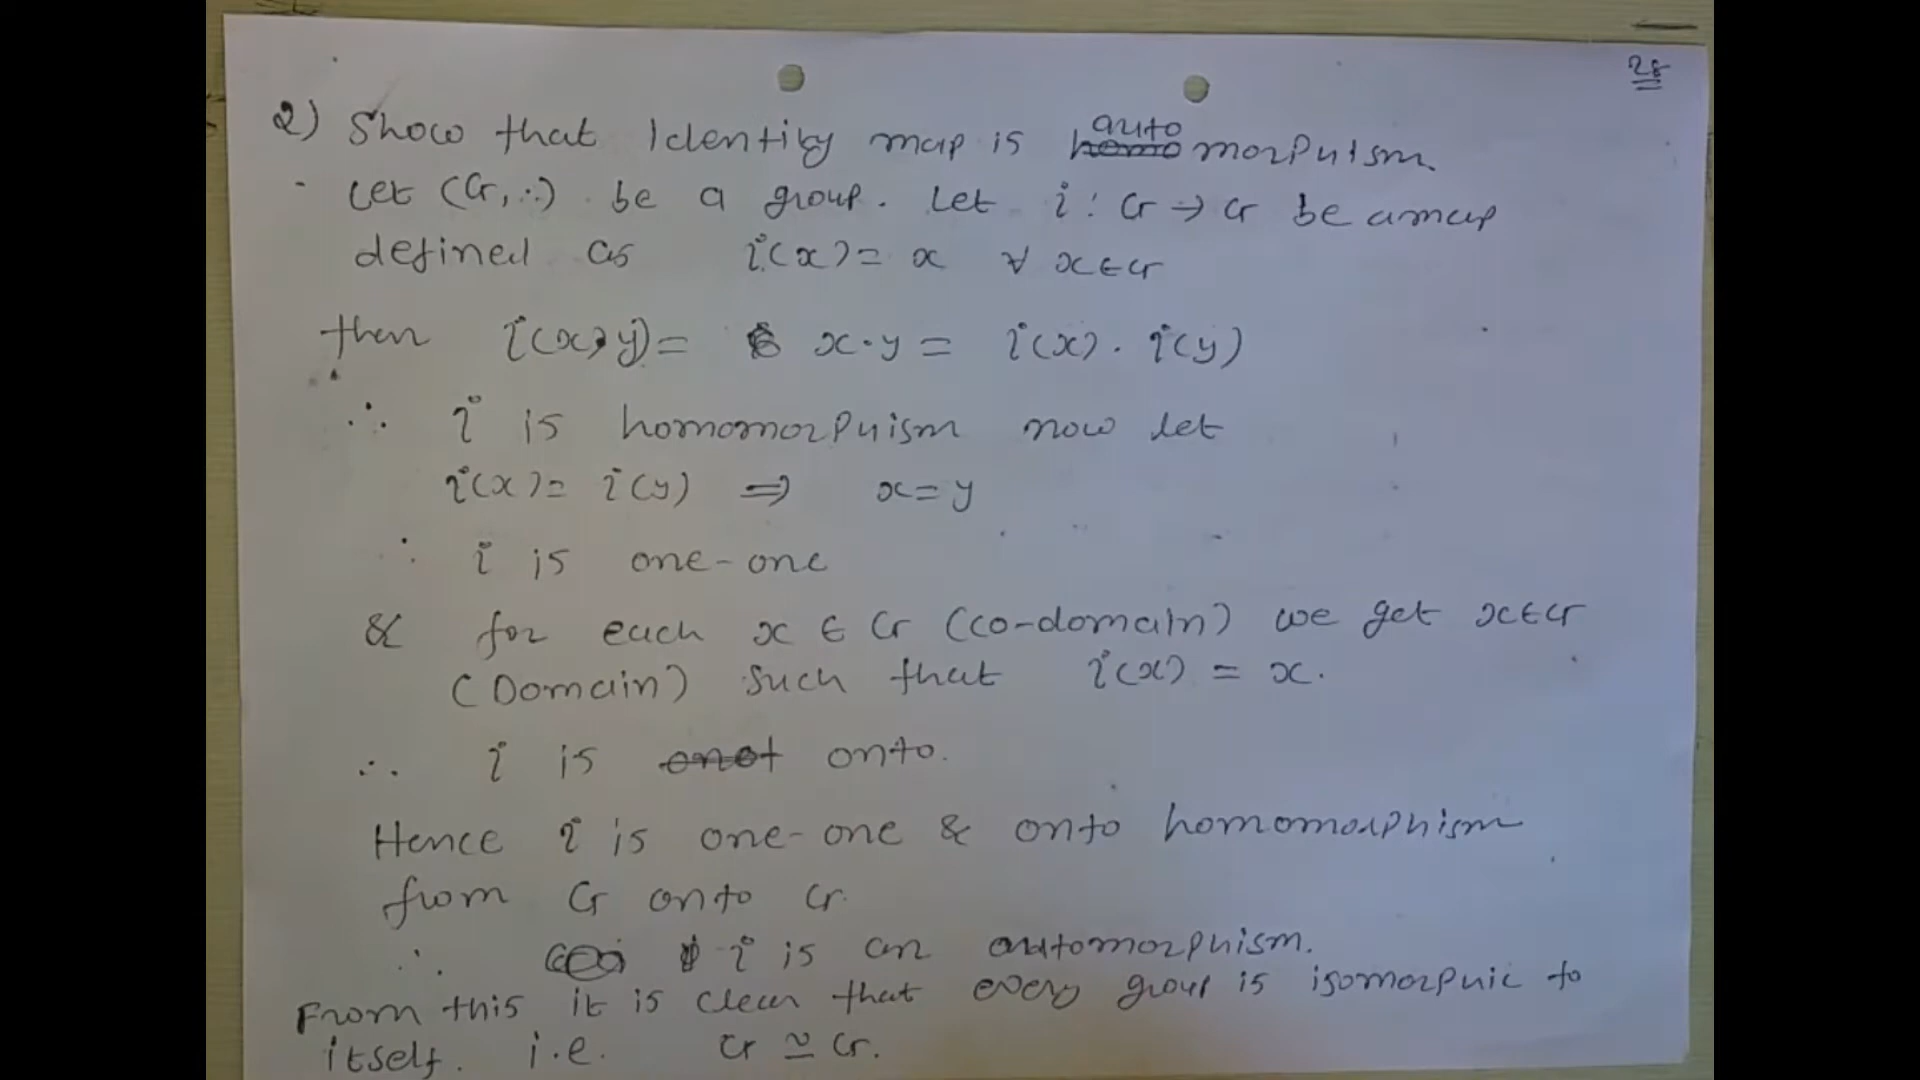 28
2) Show that Identity map is automorphism
Let (G, ·) be a group. Let i : G → G be a map
defined as i(x) = x ∀ x ∈ G
then i(x·y) = x·y = i(x) · i(y)
∴ i is homomorphism now let
i(x) = i(y) ⇒ x = y
∴ i is one-one
& for each x ∈ G (co-domain) we get x ∈ G
(Domain) such that i(x) = x.
∴ i is onto.
Hence i is one-one & onto homomorphism
from G onto G.
∴ i is an automorphism.
From this it is clear that every group is isomorphic to
itself. i.e. G ≃ G.